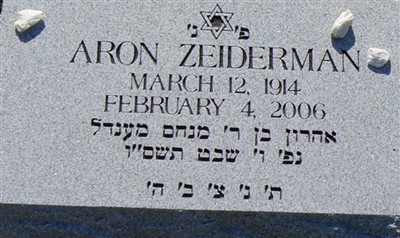 פ' נ'
ARON ZEIDERMAN
MARCH 12, 1914
FEBRUARY 4, 2006
אהרון בן ר' מנחם מענדל
נפ' ו' שבט תשס"ו
ת' נ' צ' ב' ה'